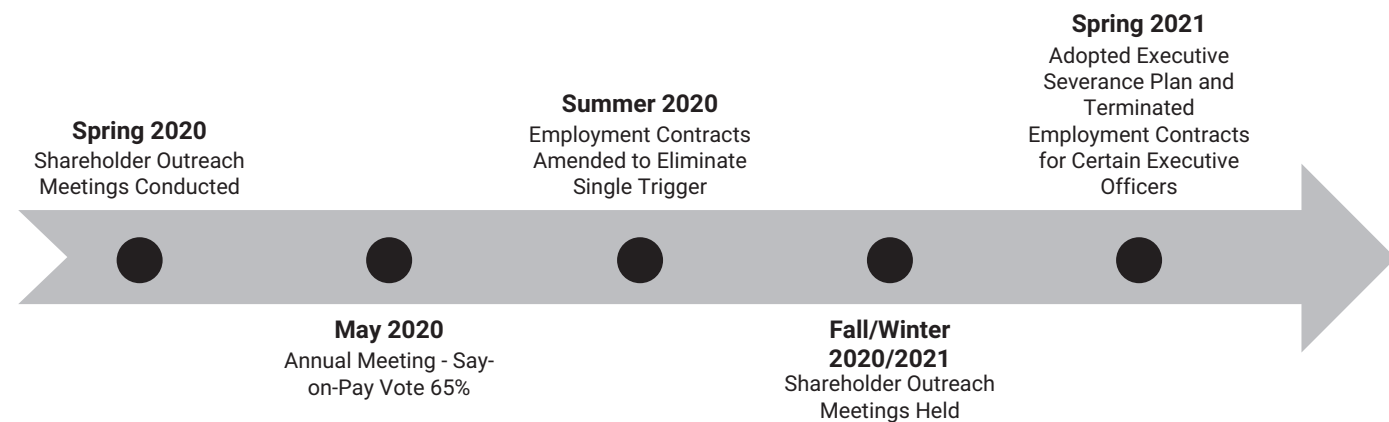 Spring 2020
Shareholder Outreach
Meetings Conducted
May 2020
Annual Meeting - Say-
on-Pay Vote 65%
Summer 2020
Employment Contracts
Amended to Eliminate
Single Trigger
Fall/Winter
2020/2021
Shareholder Outreach
Meetings Held
Spring 2021
Adopted Executive
Severance Plan and
Terminated
Employment Contracts
for Certain Executive
Officers